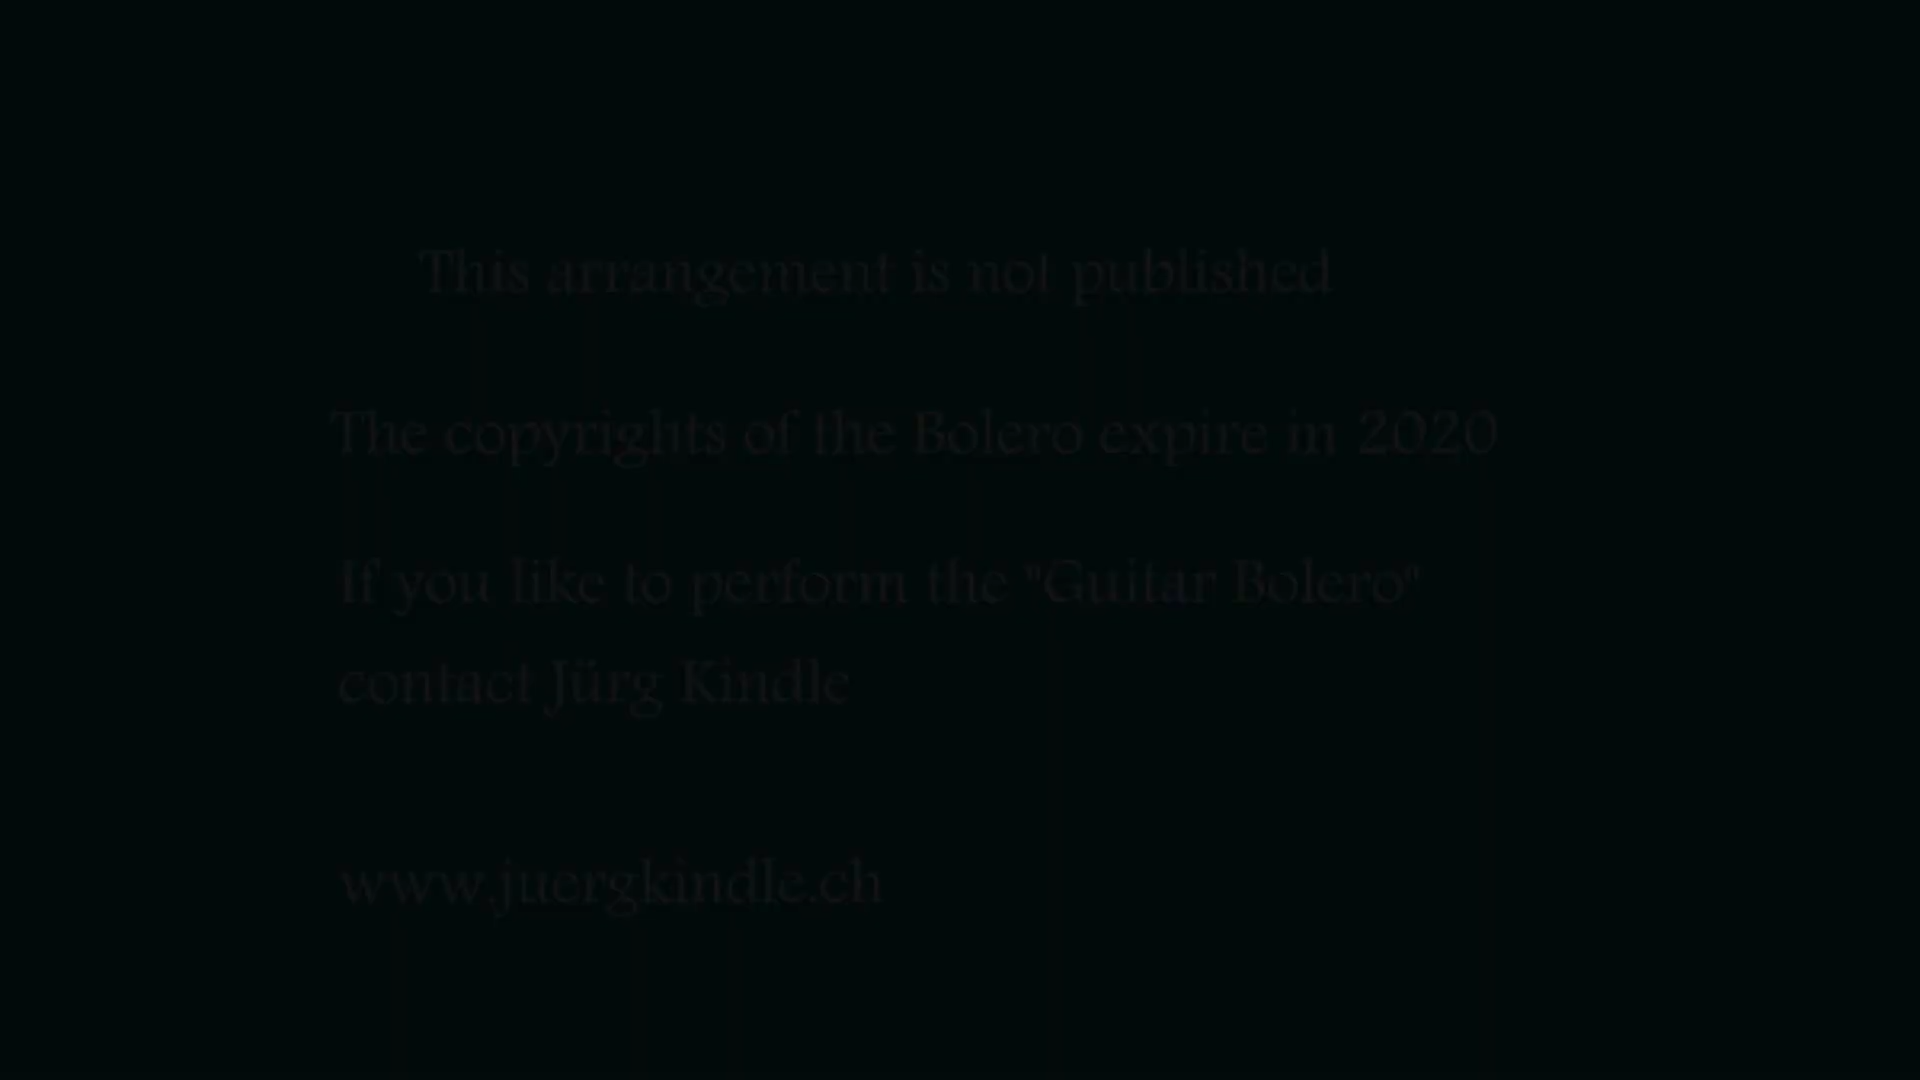 This arrangement is not published
The copyrights of the Bolero expire in 2020
If you like to perform the "Guitar Bolero"
contact Jürg Kindle
www.juergkindle.ch